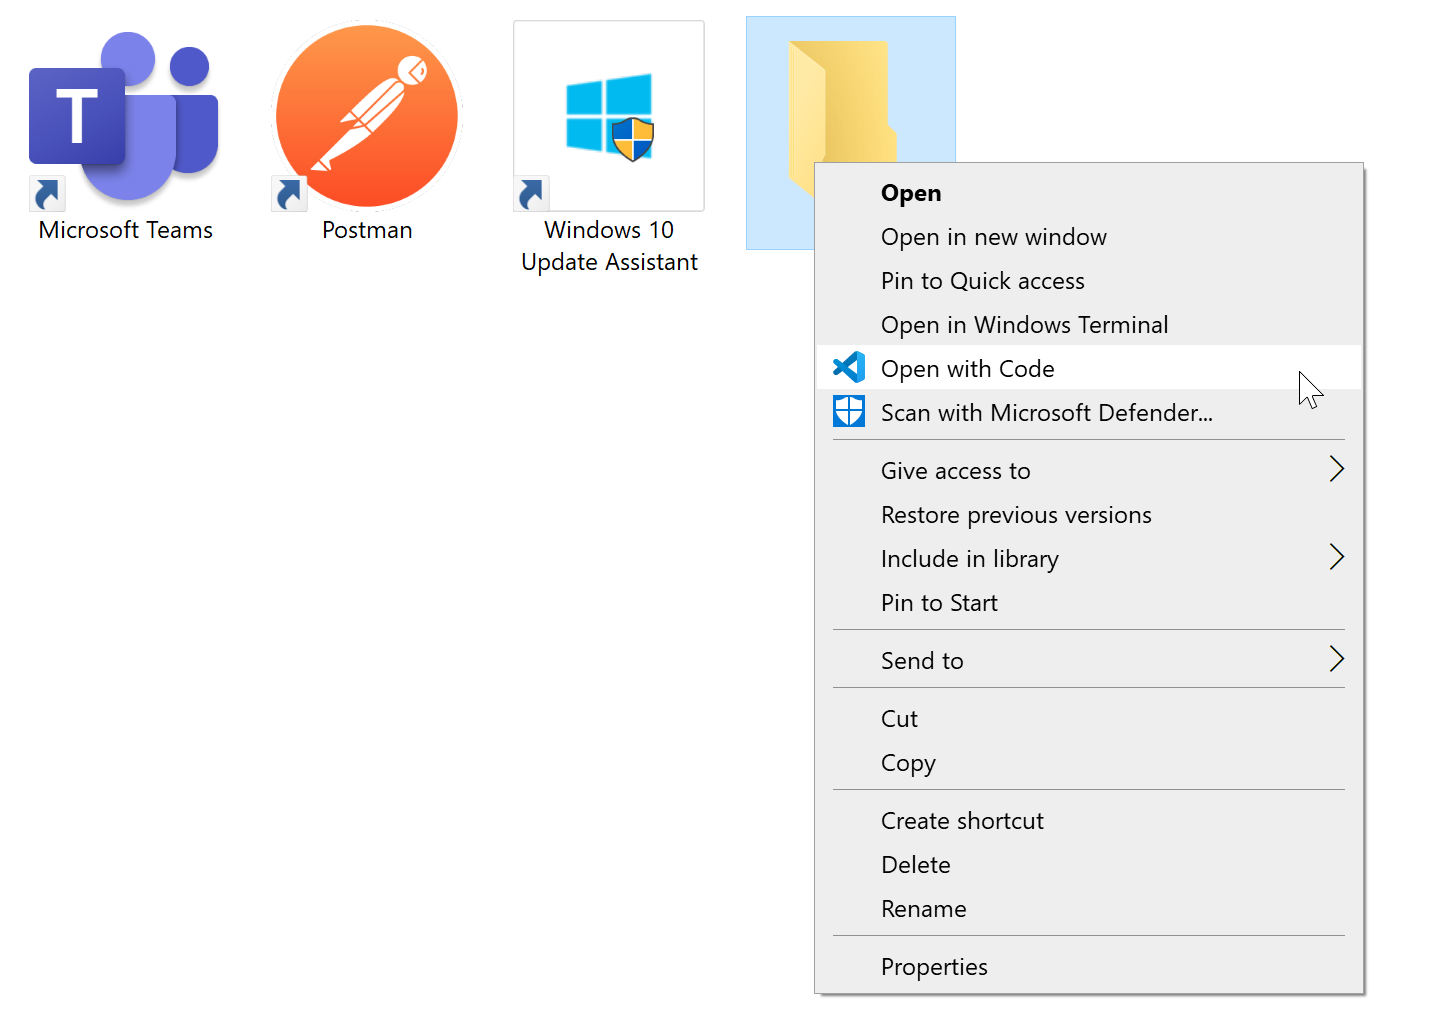 T
Microsoft Teams
Postman
Windows 10
Update Assistant
Open
Open in new window
Pin to Quick access
Open in Windows Terminal
Open with Code
Scan with Microsoft Defender...
Give access to
Restore previous versions
Include in library
Pin to Start
Send to
Cut
Copy
Create shortcut
Delete
Rename
Properties